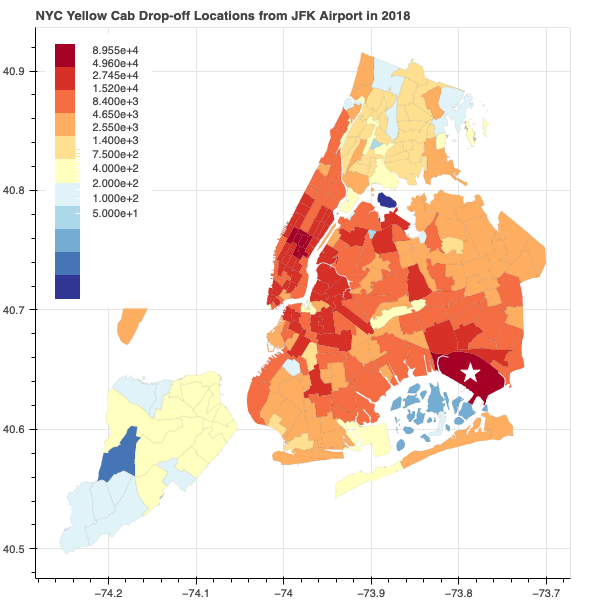 NYC Yellow Cab Drop-off Locations from JFK Airport in 2018
8.955e+4
4.960e+4
2.745e+4
1.520e+4
8.400e+3
4.650e+3
2.550e+3
1.400e+3
7.500e+2
4.000e+2
2.000e+2
1.000e+2
5.000e+1
40.9
40.8
40.7
40.6
40.5
−74.2
−74.1
−74
−73.9
−73.8
−73.7